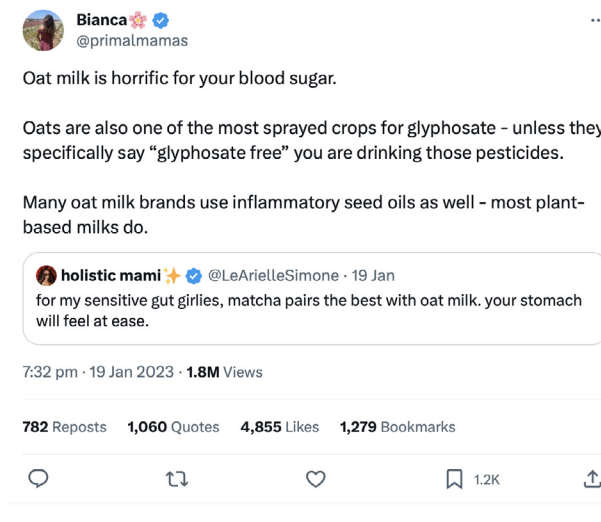 Bianca🌸
@primalmamas
Oat milk is horrific for your blood sugar.
Oats are also one of the most sprayed crops for glyphosate - unless they
specifically say “glyphosate free” you are drinking those pesticides.
Many oat milk brands use inflammatory seed oils as well - most plant-
based milks do.
holistic mami✨ @LeArielleSimone · 19 Jan
for my sensitive gut girlies, matcha pairs the best with oat milk. your stomach
will feel at ease.
7:32 pm · 19 Jan 2023 · 1.8M Views
782 Reposts 1,060 Quotes 4,855 Likes 1,279 Bookmarks
1.2K